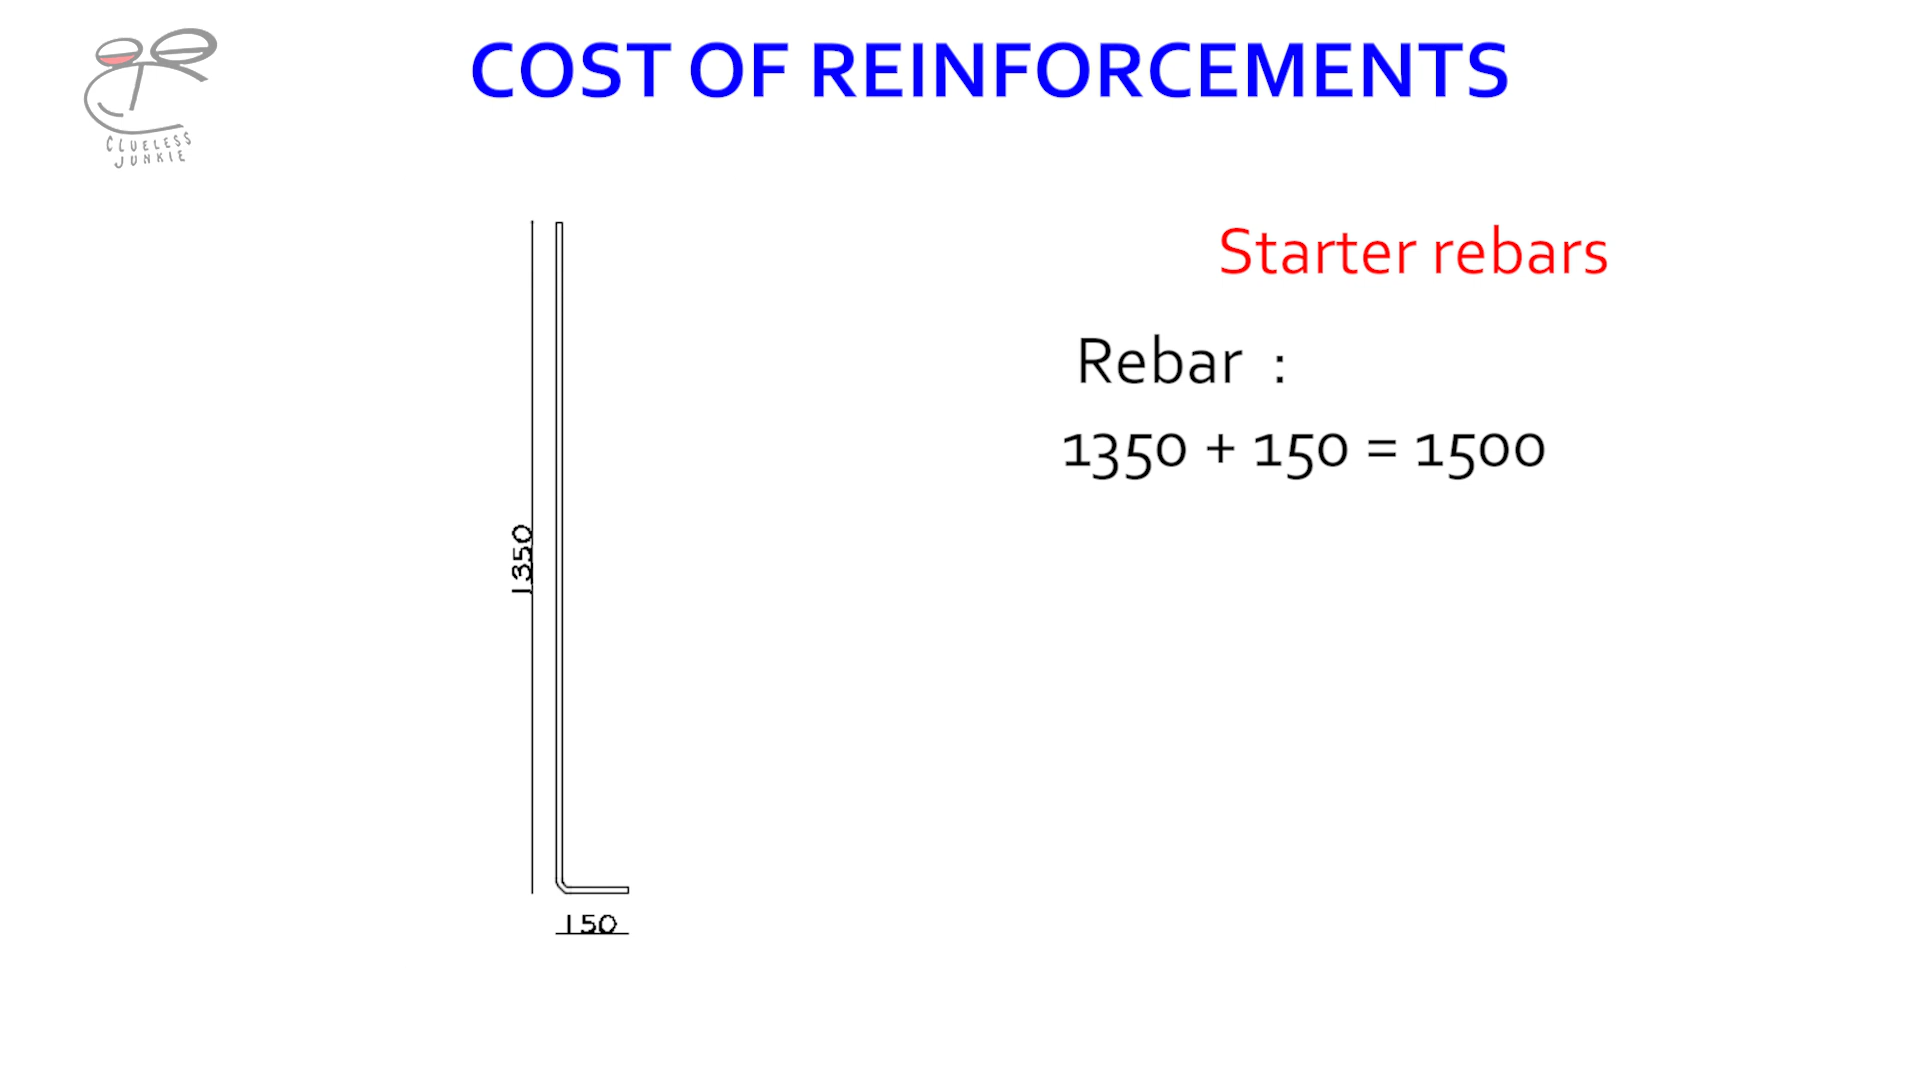 CLUELESS
JUNKIE
COST OF REINFORCEMENTS
Starter rebars
Rebar :
1350 + 150 = 1500
1350
150